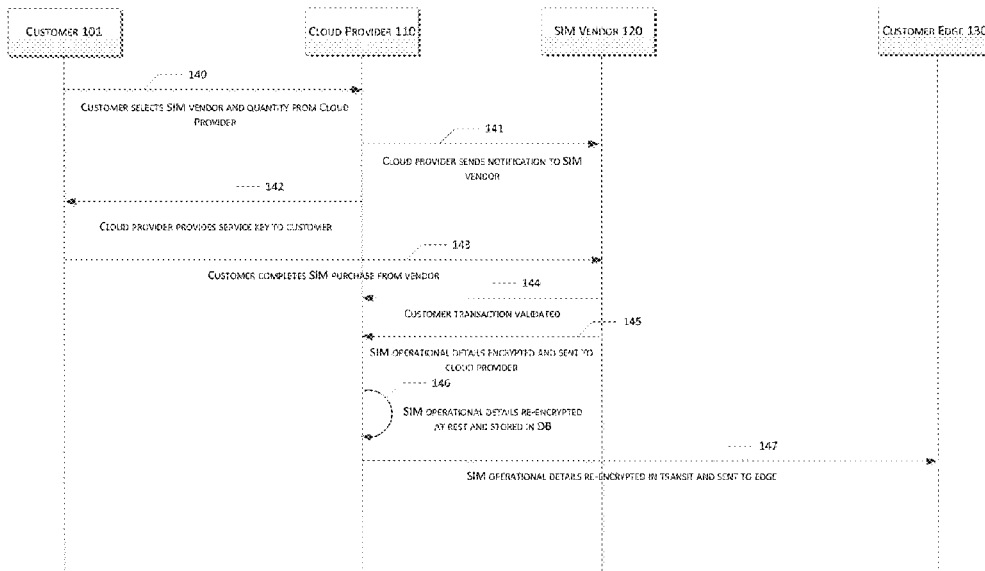 CUSTOMER 101
CLOUD PROVIDER 110
SIM VENDOR 120
CUSTOMER EDGE 130
140
CUSTOMER SELECTS SIM VENDOR AND QUANTITY FROM CLOUD
PROVIDER
141
CLOUD PROVIDER SENDS NOTIFICATION TO SIM
VENDOR
142
CLOUD PROVIDER PROVIDES SERVICE KEY TO CUSTOMER
143
CUSTOMER COMPLETES SIM PURCHASE FROM VENDOR
144
CUSTOMER TRANSACTION VALIDATED
145
SIM OPERATIONAL DETAILS ENCRYPTED AND SENT TO
CLOUD PROVIDER
146
SIM OPERATIONAL DETAILS RE-ENCRYPTED
AT REST AND STORED IN DB
147
SIM OPERATIONAL DETAILS RE-ENCRYPTED IN TRANSIT AND SENT TO EDGE